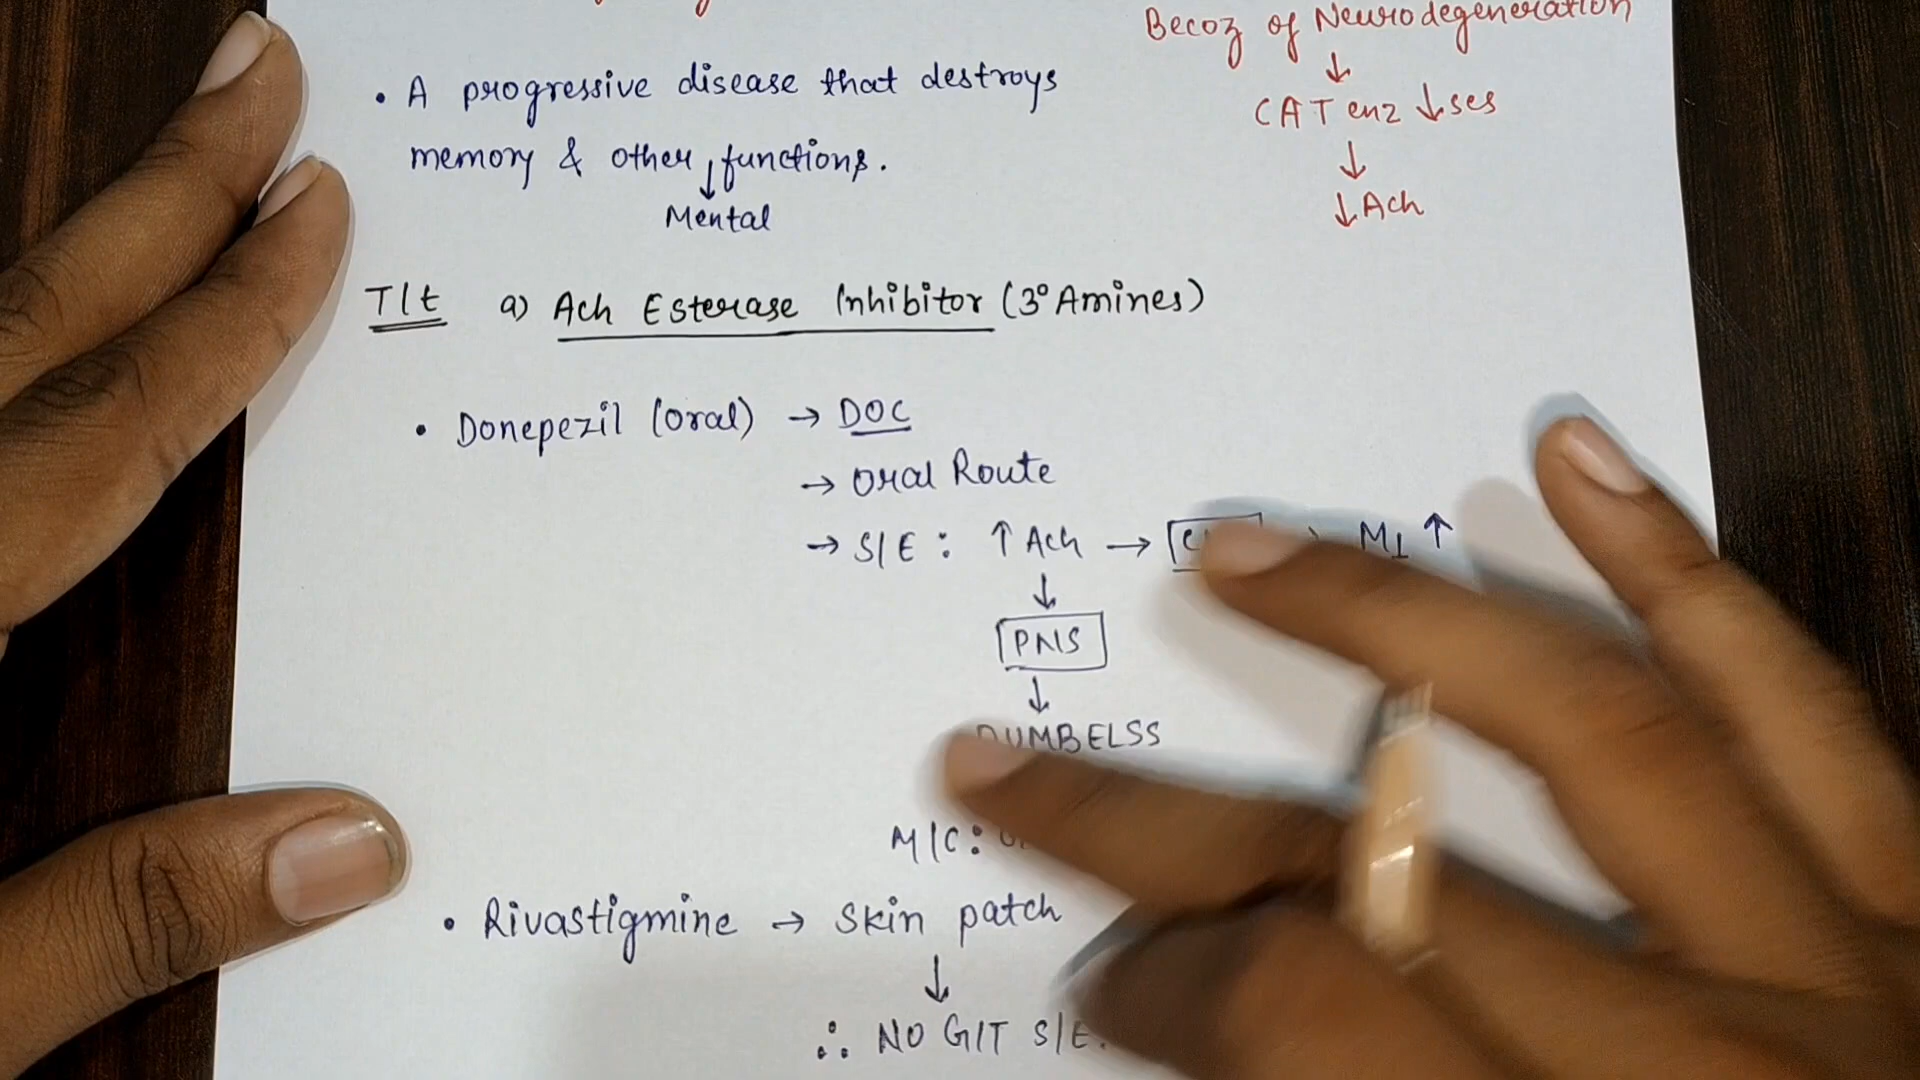 Becoz of Neurodegeneration
↓
CAT enz ↓ses
↓
↓Ach
• A progressive disease that destroys
memory & other functions.
↓
Mental
T/t a) Ach Esterase Inhibitor (3° Amines)
• Donepezil (oral) → DOC
→ Oral Route
→ S/E : ↑ Ach → M1 ↑
↓
PNS
↓
DUMBELSS
M/C:
• Rivastigmine → Skin patch
↓
∴ NO GIT S/E.